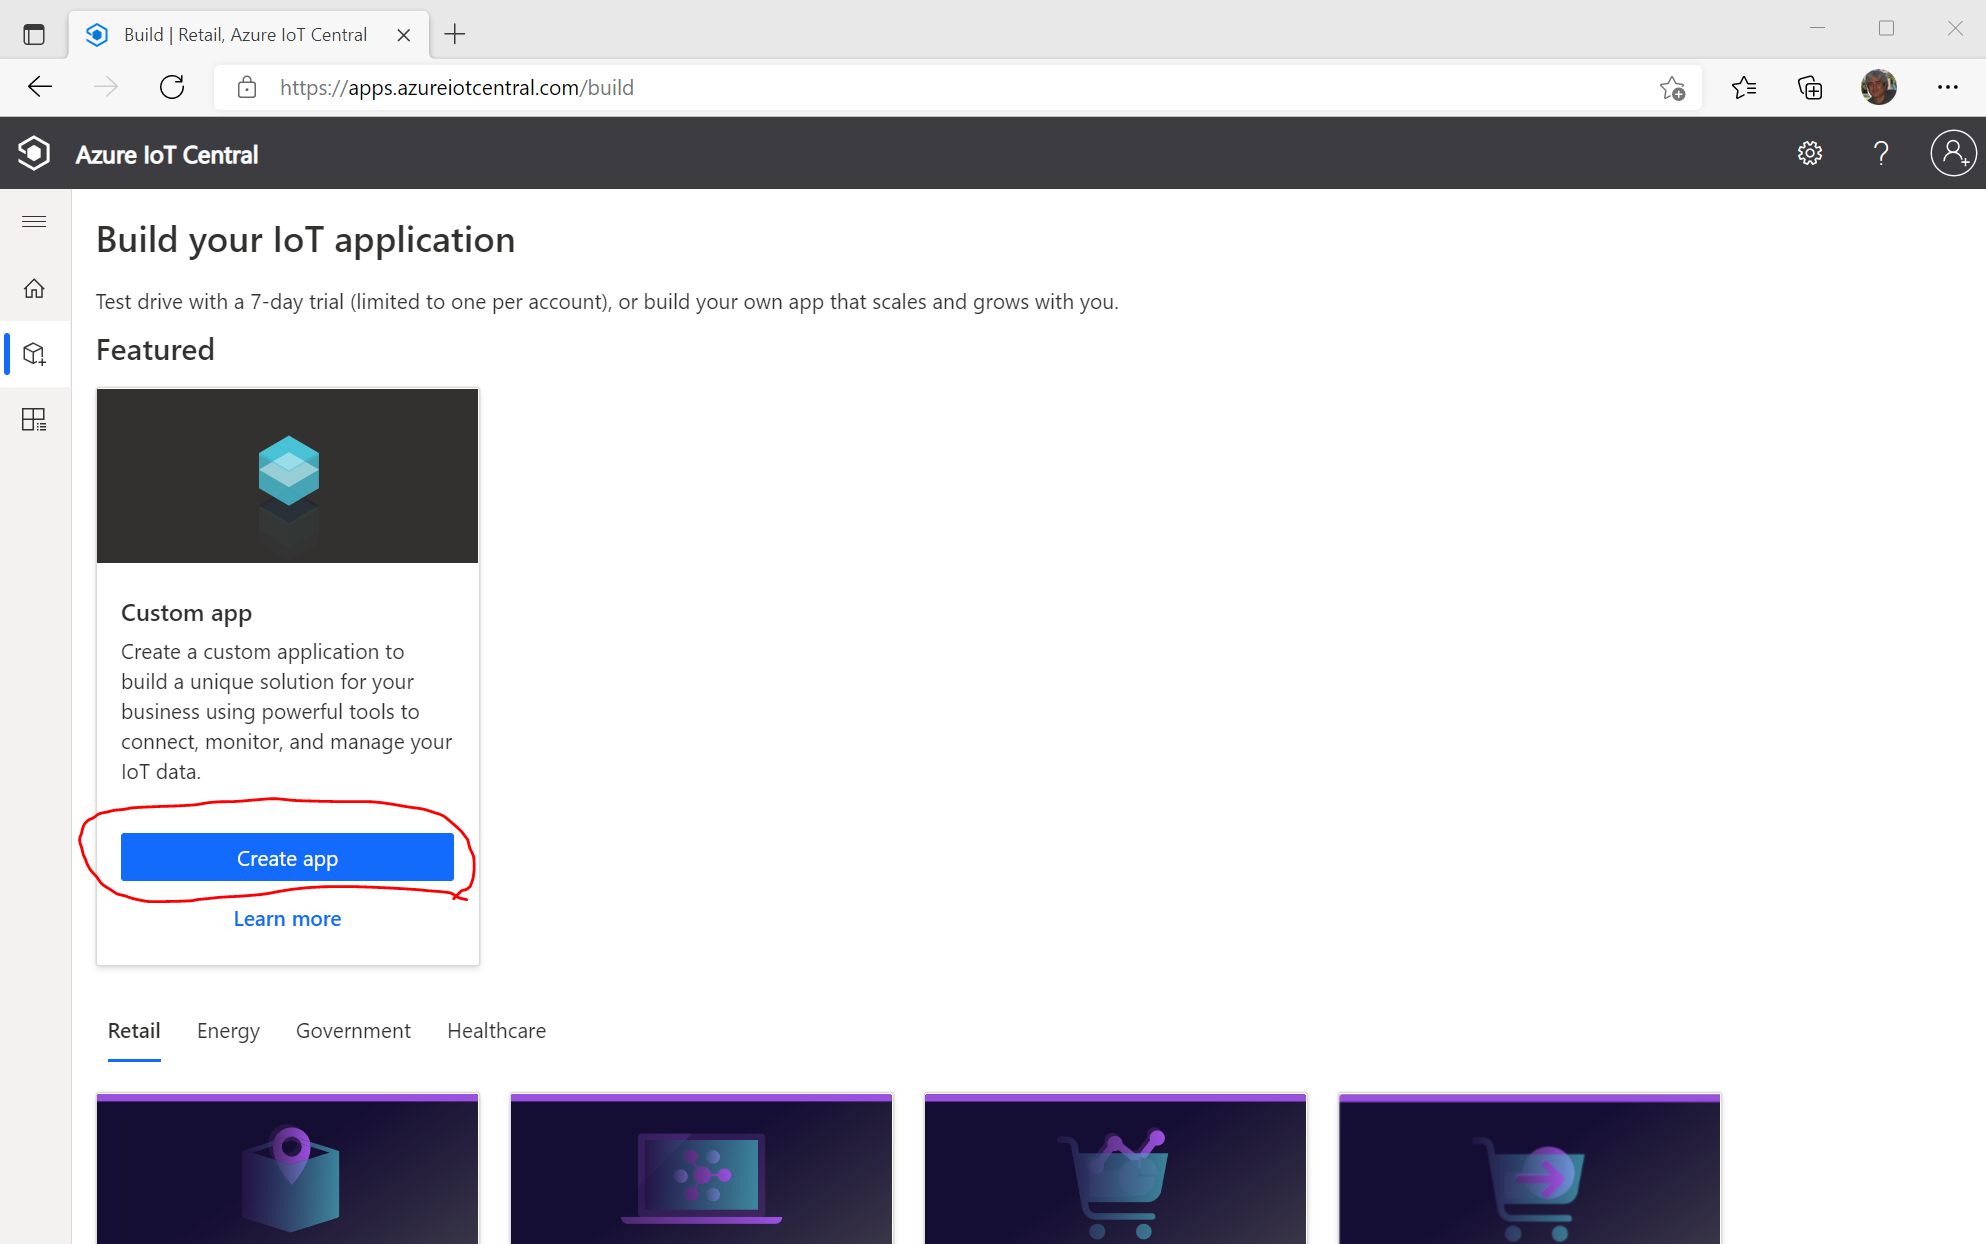 Build | Retail, Azure IoT Central
https://apps.azureiotcentral.com/build
Azure IoT Central
?
Build your IoT application
Test drive with a 7-day trial (limited to one per account), or build your own app that scales and grows with you.
Featured
Custom app
Create a custom application to
build a unique solution for your
business using powerful tools to
connect, monitor, and manage your
IoT data.
Create app
Learn more
Retail Energy Government Healthcare